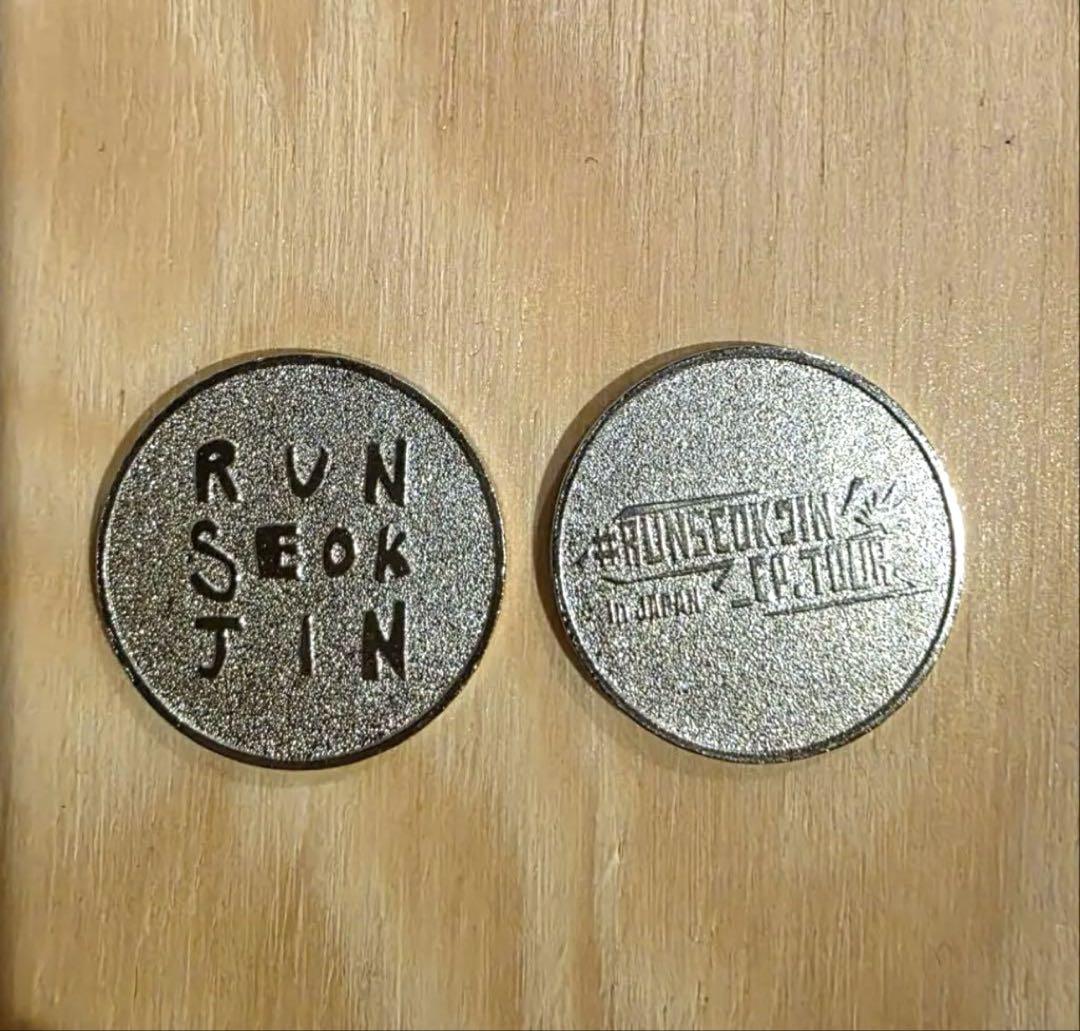 RUN
SEOK
JIN
#RUNSEOKJIN
_EP.TOUR
in JAPAN